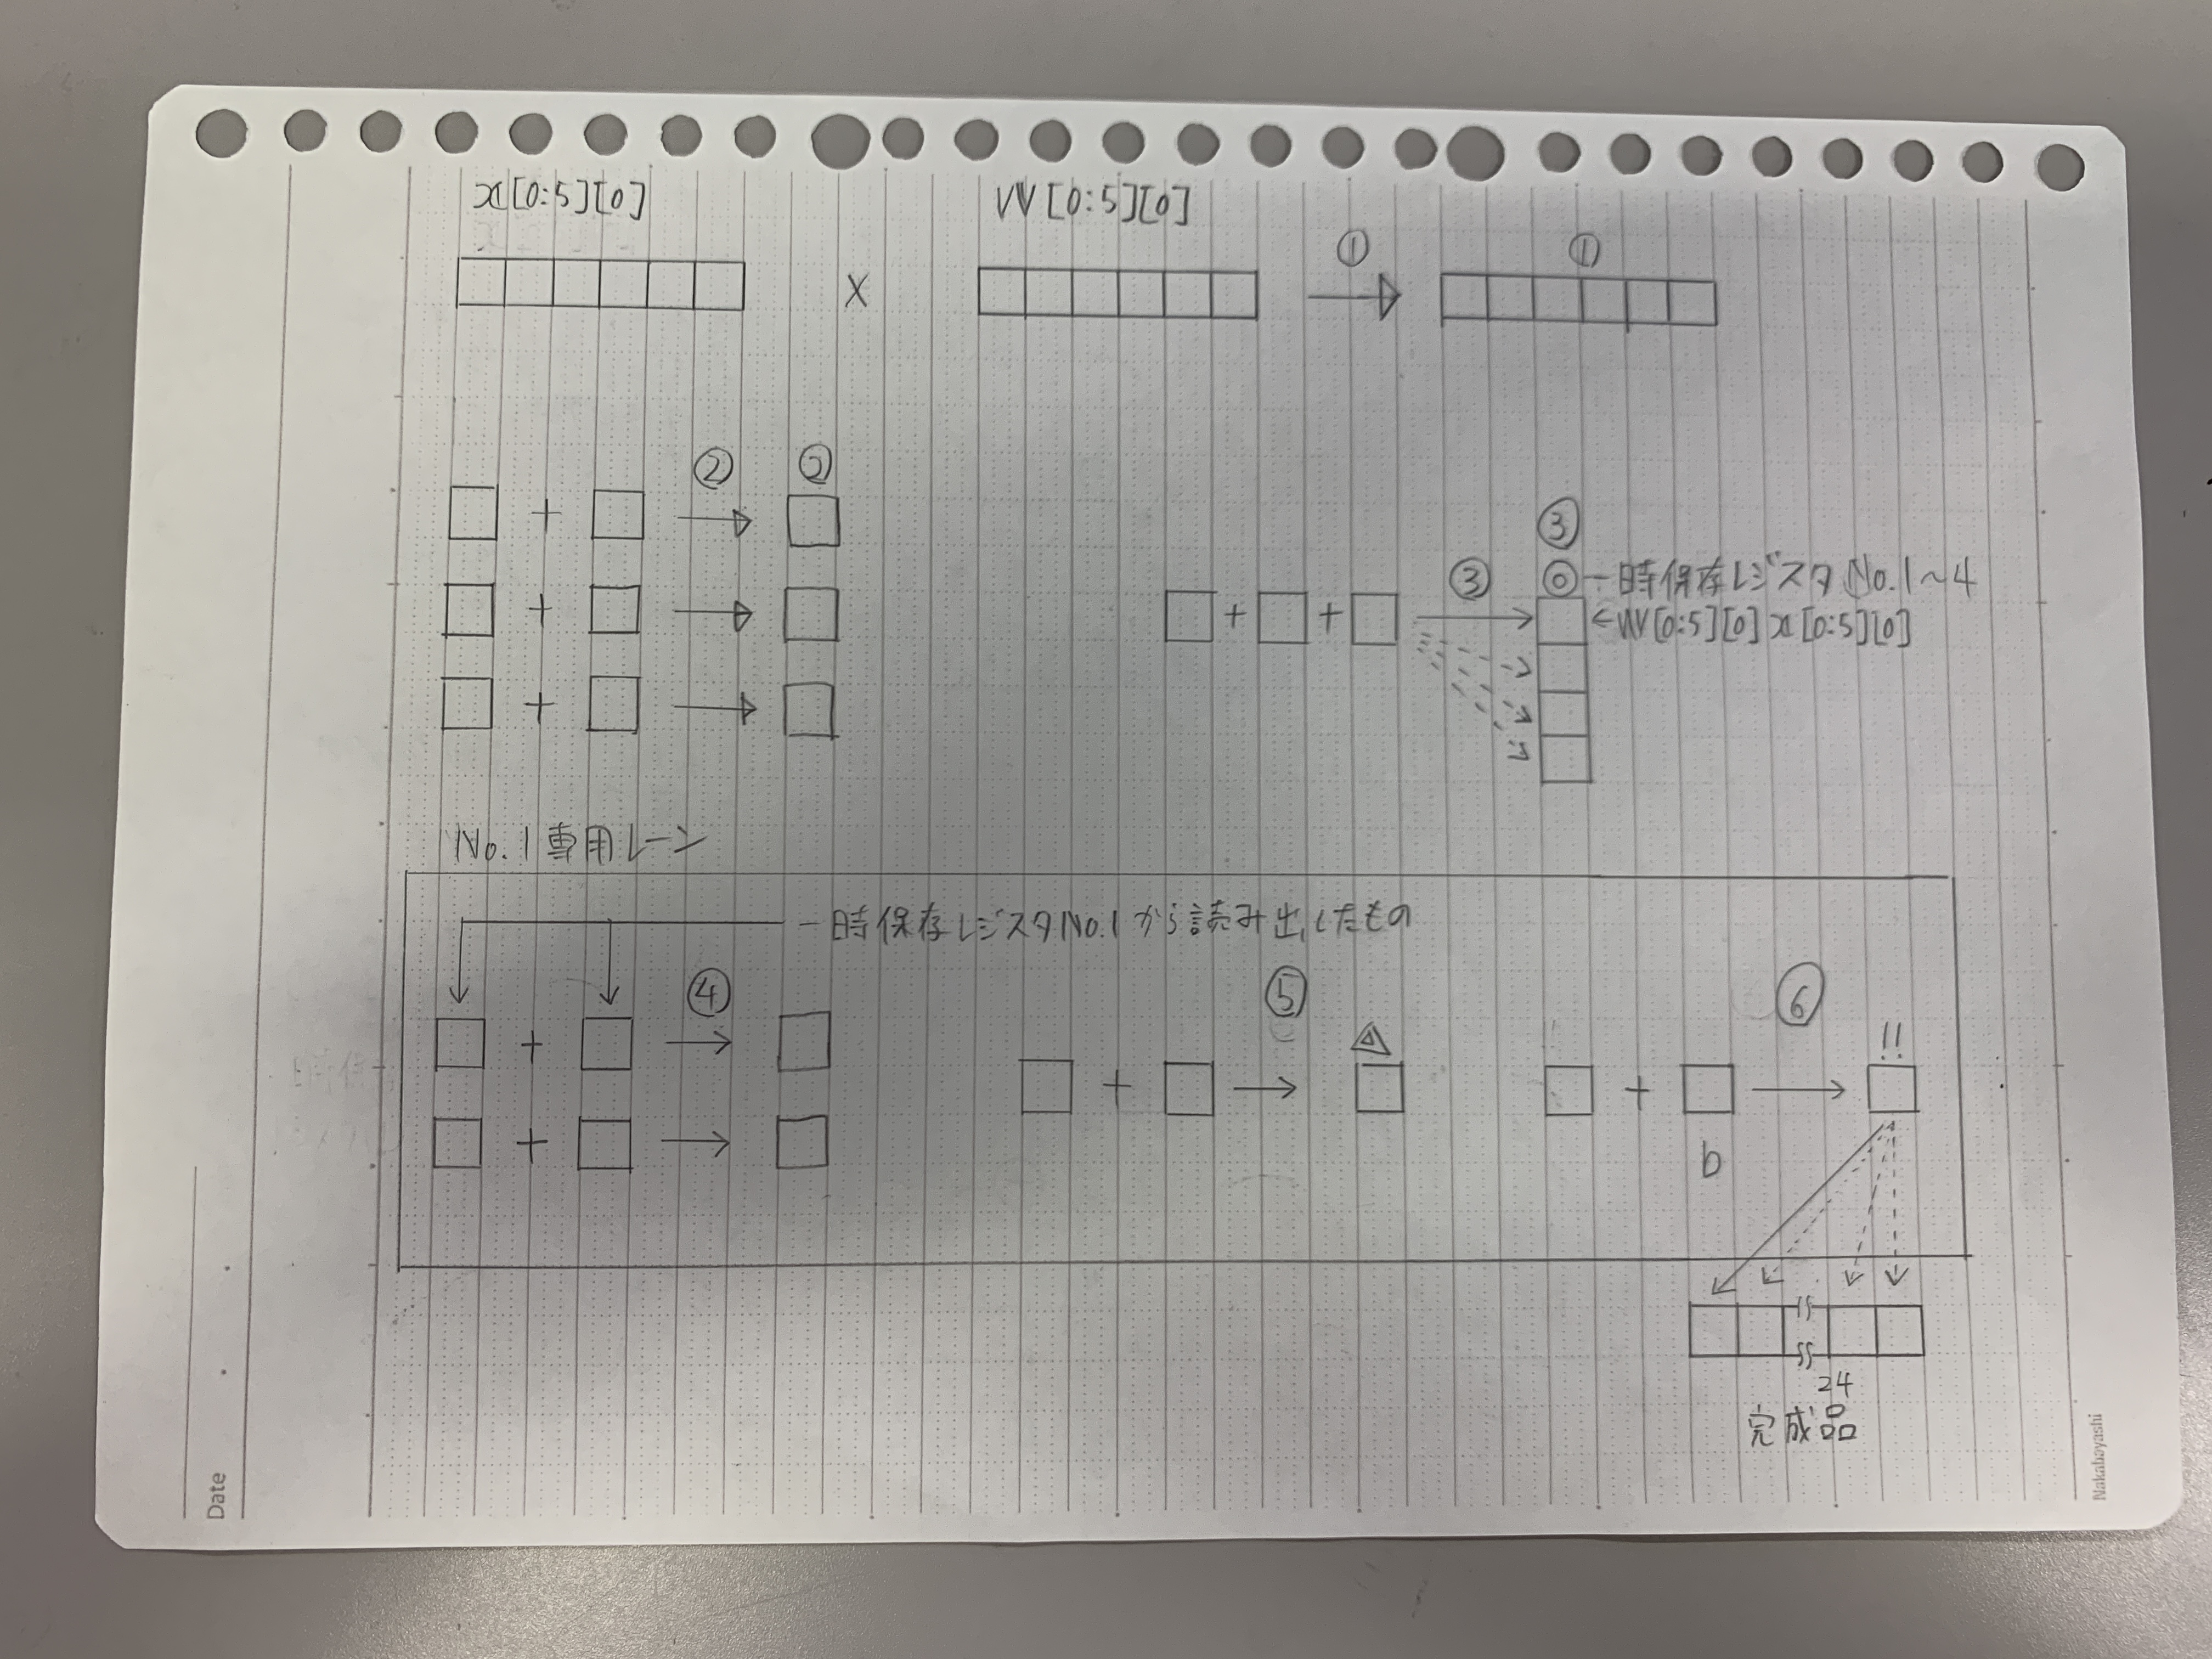 x[0:5][0]
W[0:5][0]
×
①
①
②
②
+
+
+
③
③
◎一時保存レジスタNo.1~4
+ +
←W[0:5][0] x[0:5][0]
No.1専用レーン
一時保存レジスタNo.1から読み出したもの
④
⑤
⑥
!!
+
+
+
+
b
24
完成品
Date
Nakabayashi